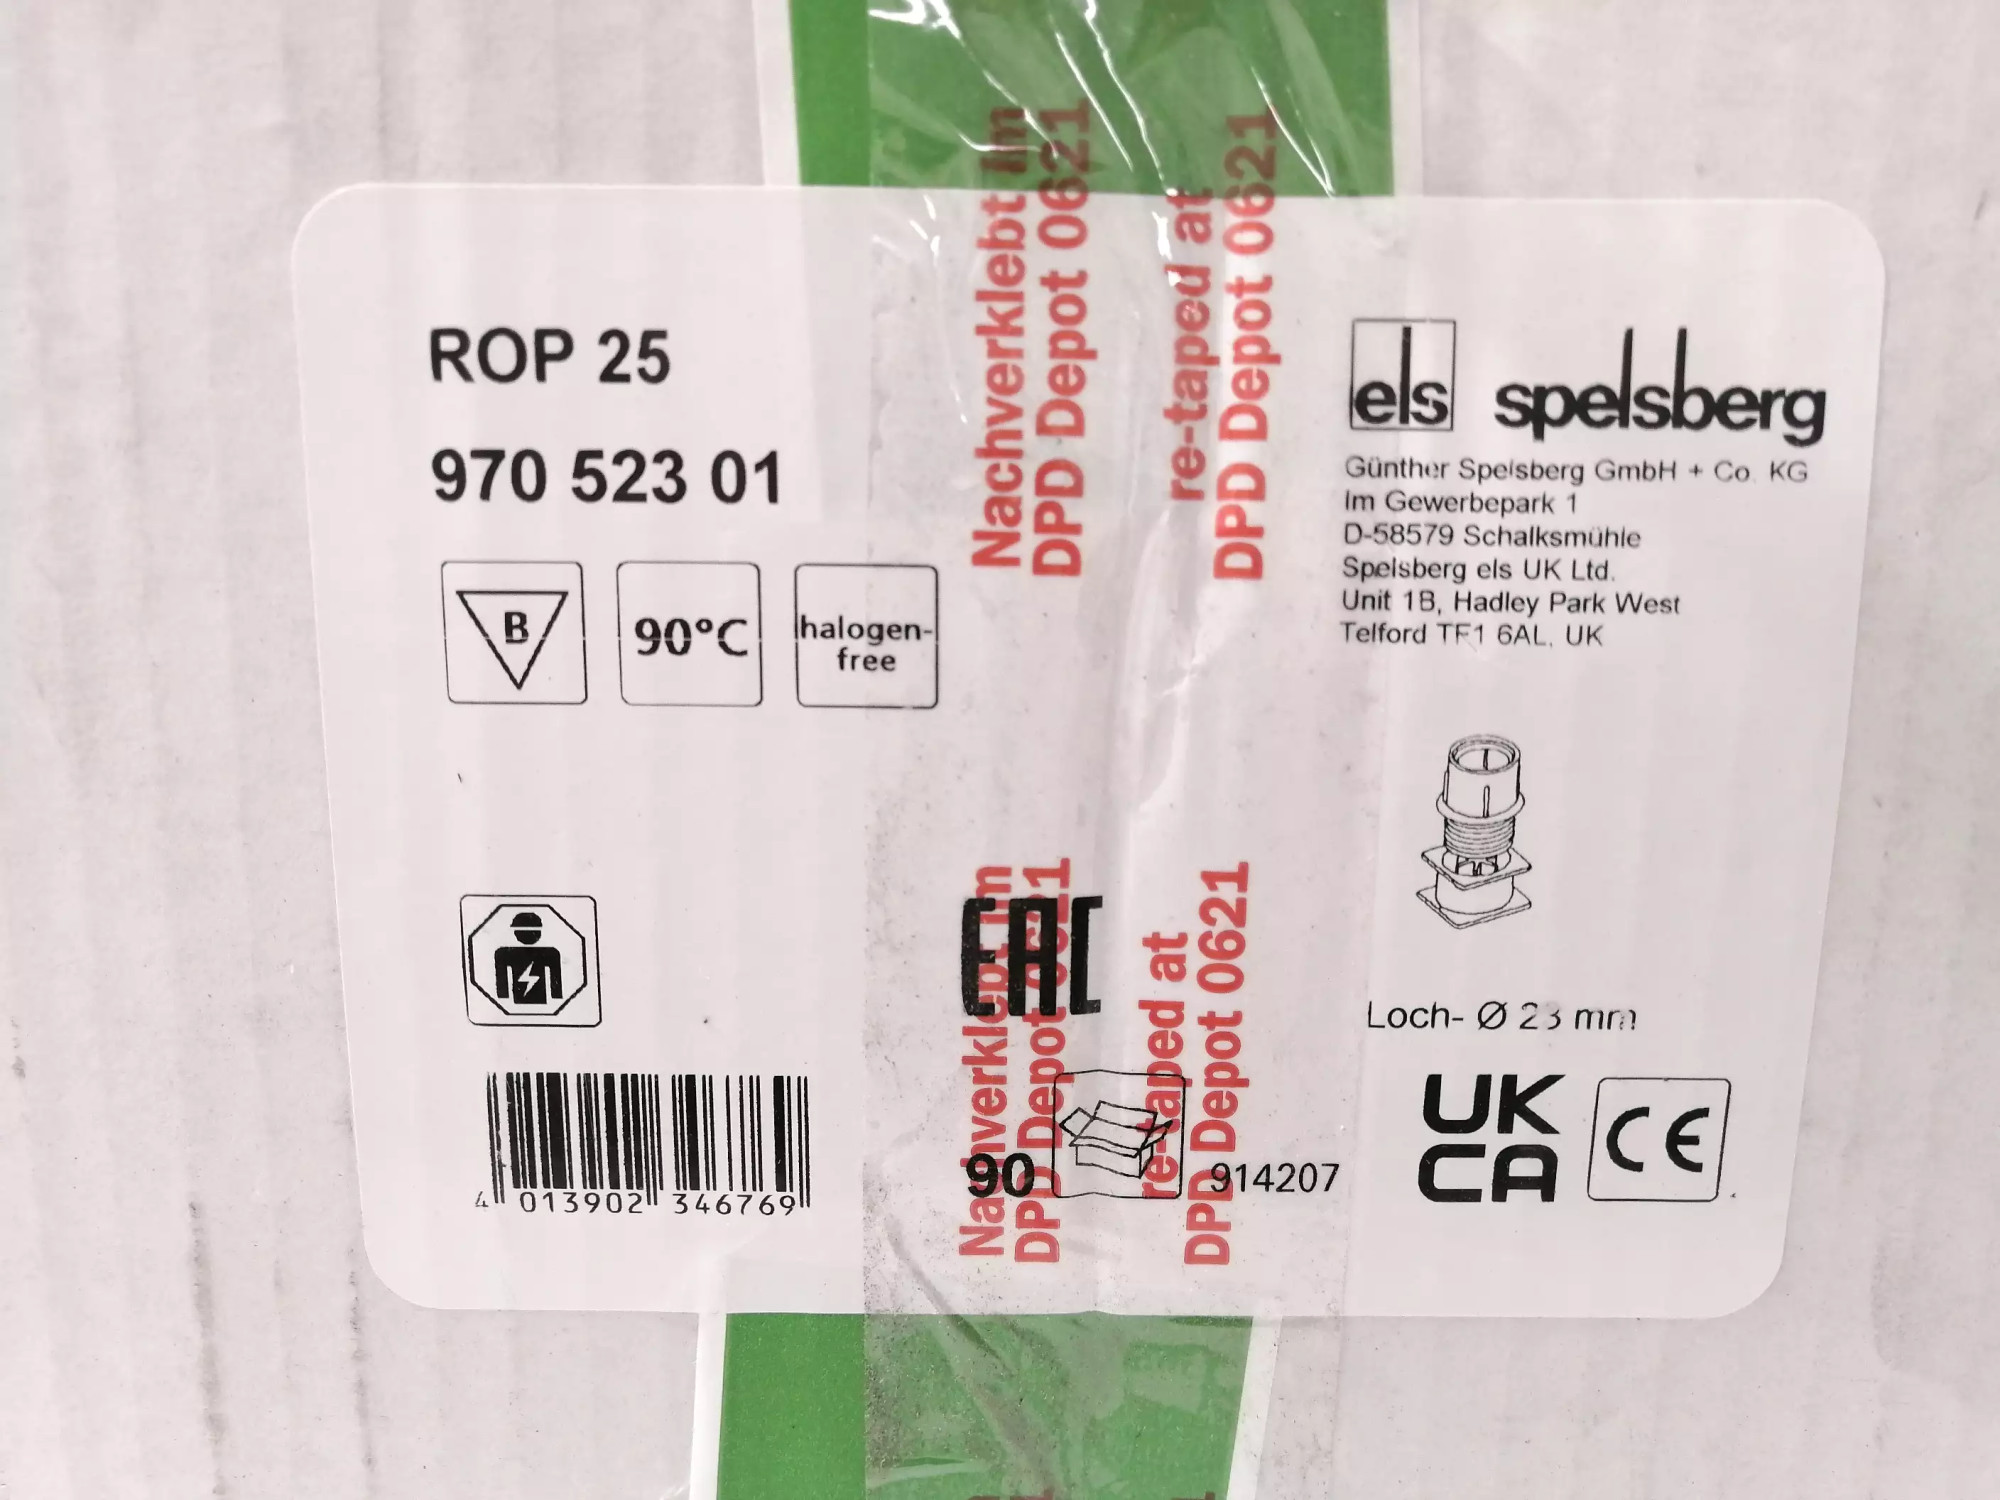 ROP 25
970 523 01
B
90°C
halogen-
free
Nachverklebt im
DPD Depot 0621
re-taped at
DPD Depot 0621
els spelsberg
Günther Spelsberg GmbH + Co. KG
Im Gewerbepark 1
D-58579 Schalksmühle
Spelsberg els UK Ltd.
Unit 1B, Hadley Park West
Telford TF1 6AL, UK
Nachverklebt im
DPD Depot 0621
re-taped at
DPD Depot 0621
EAC
Loch- Ø 23 mm
4 013902 346769
90
914207
UK
CA
CE